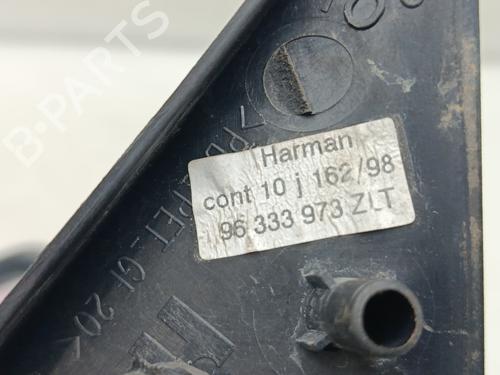 B-PARTS
Harman
cont 10 j 162/98
96 333 973 ZLT